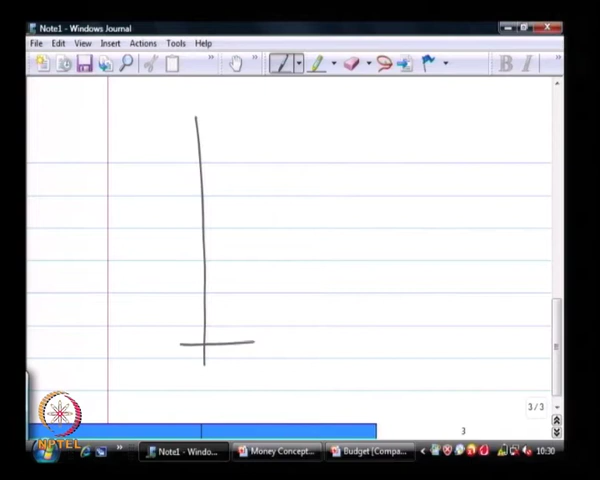 Note1 - Windows Journal
File Edit View Insert Actions Tools Help
B I
3/3
3
NPTEL
Note1 - Windo...
Money Concept...
Budget [Compa...
10:30